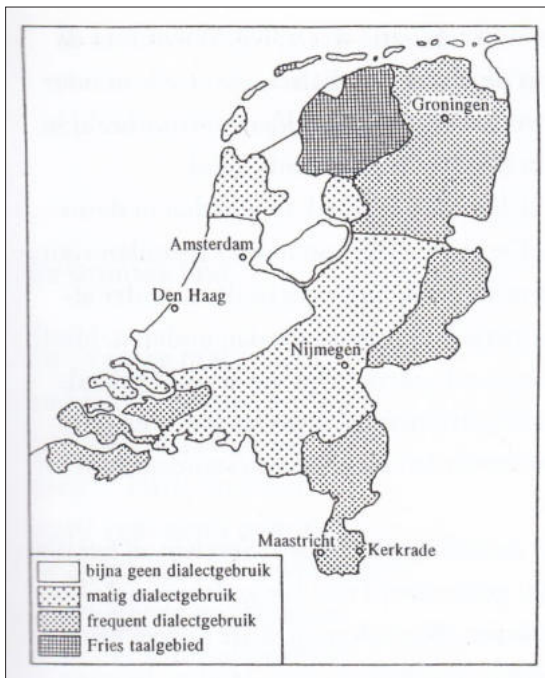 Groningen
Amsterdam
Den Haag
Nijmegen
Maastricht
Kerkrade
bijna geen dialectgebruik
matig dialectgebruik
frequent dialectgebruik
Fries taalgebied